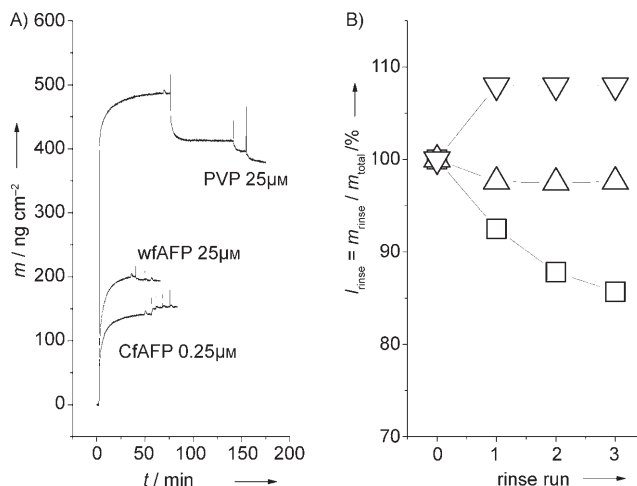 A)
600
500
400
300
200
100
0
m / ng cm⁻²
PVP 25μM
wfAFP 25μM
CfAFP 0.25μM
0 50 100 150 200
t / min
B)
110
100
90
80
70
I_rinse = m_rinse / m_total /%
0 1 2 3
rinse run